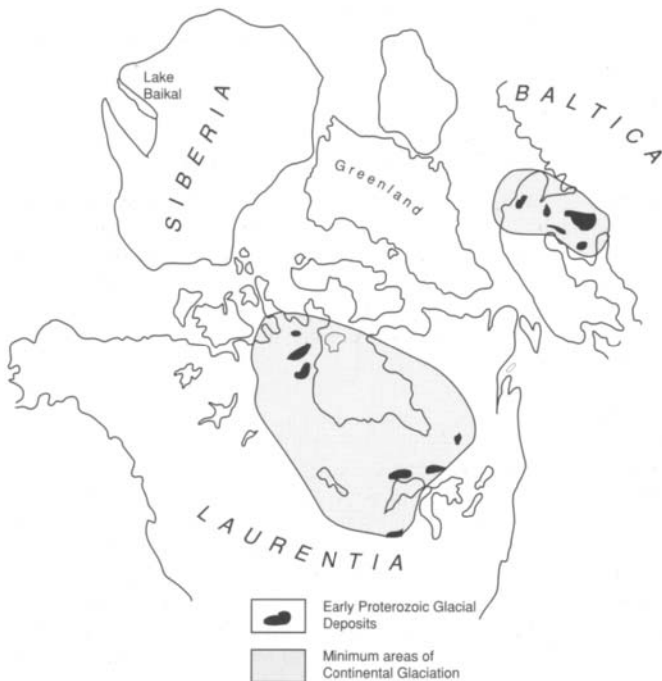 Lake
Baikal
SIBERIA
Greenland
BALTICA
LAURENTIA
Early Proterozoic Glacial
Deposits
Minimum areas of
Continental Glaciation